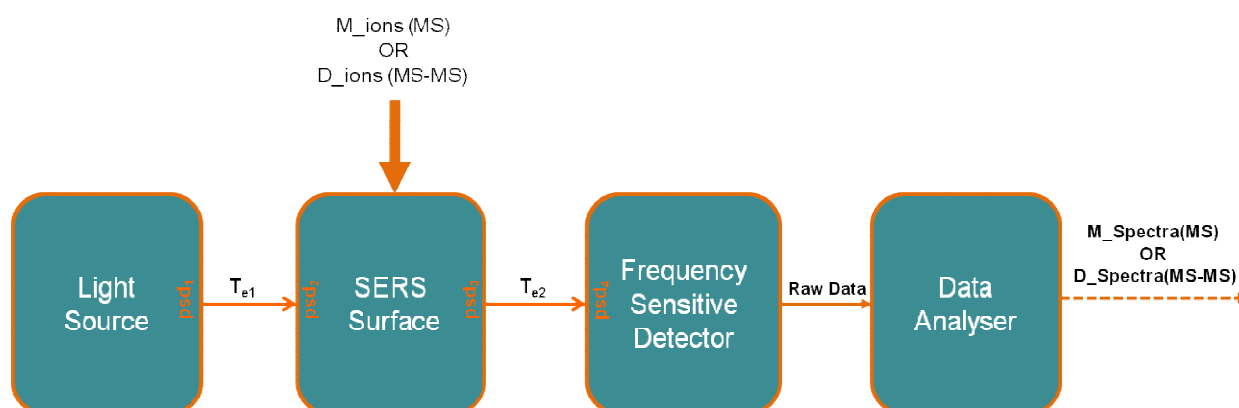 M_ions (MS)
OR
D_ions (MS-MS)
Light
Source
psd1
Te1
psd2
SERS
Surface
psd3
Te2
psd4
Frequency
Sensitive
Detector
Raw Data
Data
Analyser
M_Spectra(MS)
OR
D_Spectra(MS-MS)